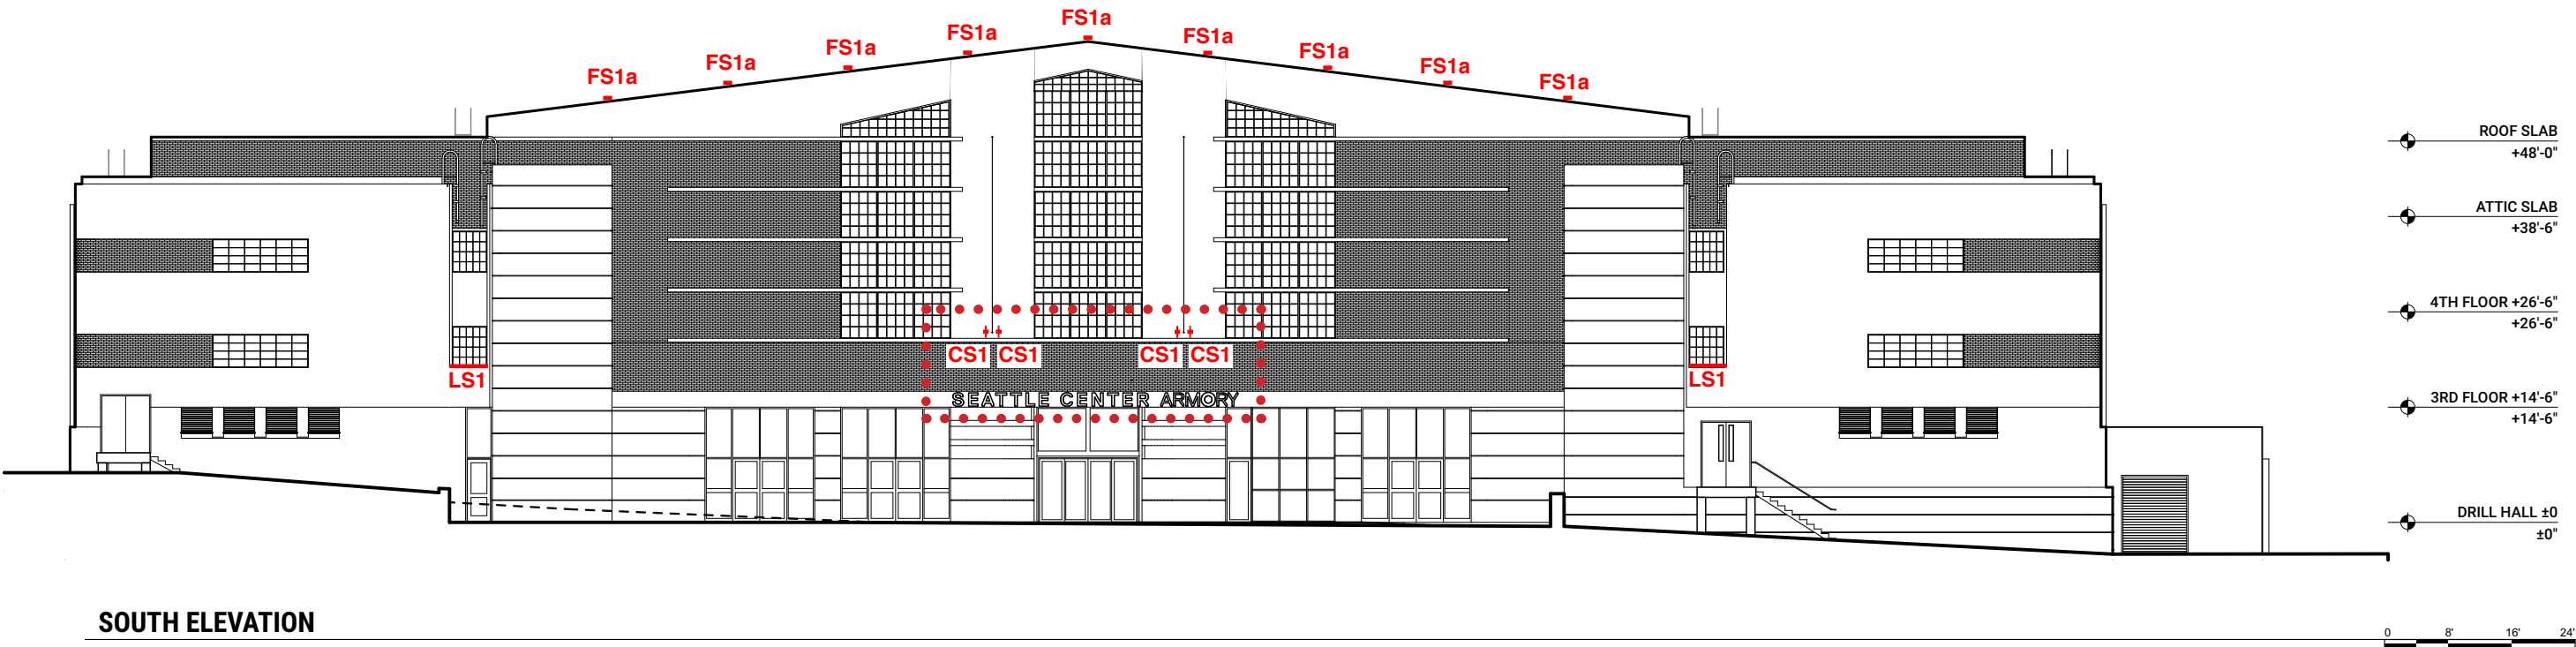 FS1a
FS1a
FS1a
FS1a
FS1a
FS1a
FS1a
FS1a
FS1a
ROOF SLAB
+48'-0"
ATTIC SLAB
+38'-6"
4TH FLOOR +26'-6"
+26'-6"
CS1 CS1 CS1 CS1
LS1 LS1
SEATTLE CENTER ARMORY
3RD FLOOR +14'-6"
+14'-6"
DRILL HALL ±0
±0"
SOUTH ELEVATION
0 8' 16' 24'